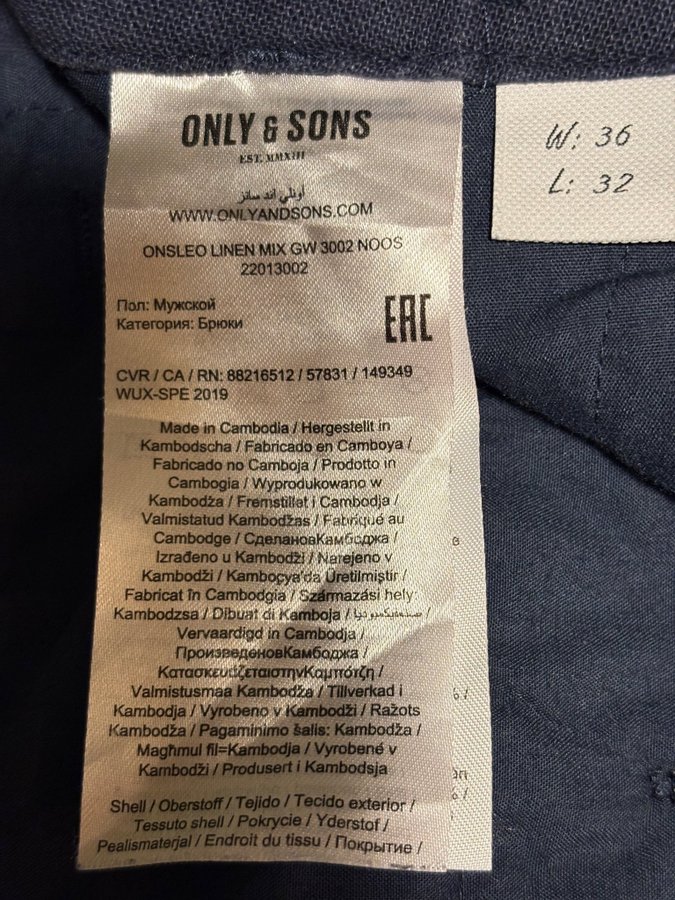 ONLY & SONS
EST. MMXIII
أونلي اند سانز
WWW.ONLYANDSONS.COM
ONSLEO LINEN MIX GW 3002 NOOS
22013002
Пол: Мужской
Категория: Брюки
EAC
CVR / CA / RN: 88216512 / 57831 / 149349
WUX-SPE 2019
Made in Cambodia / Hergestellt in
Kambodscha / Fabricado en Camboya /
Fabricado no Camboja / Prodotto in
Cambogia / Wyprodukowano w
Kambodża / Fremstillet i Cambodja /
Valmistatud Kambodžas / Fabriqué au
Cambodge / СделановКамбоджа /
Izrađeno u Kambodži / Narejeno v
Kambodži / Kamboçya'da Üretilmiştir /
Fabricat în Cambodgia / Származási hely:
Kambodzsa / Dibuat di Kamboja / /
Vervaardigd in Cambodja /
ПроизведеновКамбоджа /
ΚατασκευάζεταιστηνΚαμπότζη /
Valmistusmaa Kambodža / Tillverkad i
Kambodja / Vyrobeno v Kambodži / Ražots
Kambodža / Pagaminimo šalis: Kambodža /
Magħmul fil=Kambodja / Vyrobené v
Kambodži / Produsert i Kambodsja
Shell / Oberstoff / Tejido / Tecido exterior /
Tessuto shell / Pokrycie / Yderstof /
Pealismaterjal / Endroit du tissu / Покрытие /
W: 36
L: 32